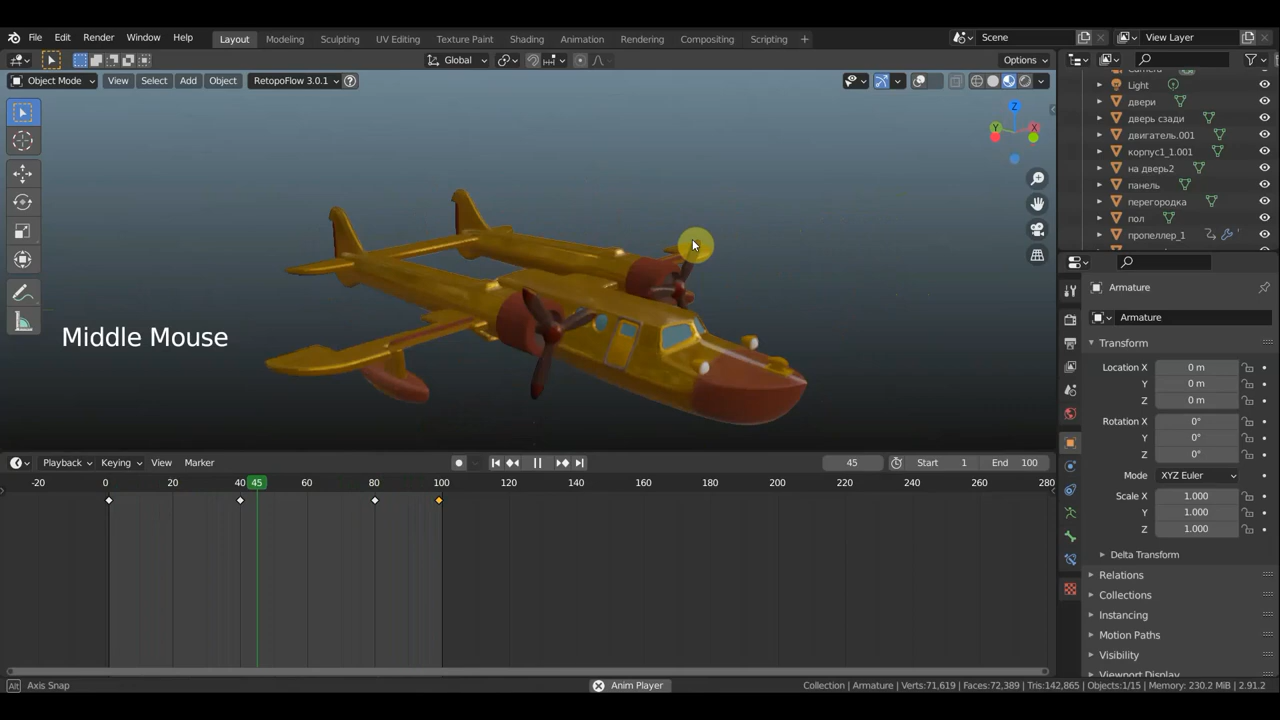 File Edit Render Window Help Layout Modeling Sculpting UV Editing Texture Paint Shading Animation Rendering Compositing Scripting + Scene View Layer
Global Options
Object Mode View Select Add Object RetopoFlow 3.0.1
Light
двери
дверь сзади
двигатель.001
корпус1_1.001
на дверь2
панель
перегородка
пол
пропеллер_1
Z
Y X
Middle Mouse
Armature
Armature
Transform
Location X 0 m
Y 0 m
Z 0 m
Rotation X 0°
Y 0°
Z 0°
Mode XYZ Euler
Scale X 1.000
Y 1.000
Z 1.000
Delta Transform
Relations
Collections
Instancing
Motion Paths
Visibility
Viewport Display
Playback Keying View Marker 45 Start 1 End 100
-20 0 20 40 45 60 80 100 120 140 160 180 200 220 240 260 280
Alt Axis Snap Anim Player Collection | Armature | Verts:71,619 | Faces:72,389 | Tris:142,865 | Objects:1/15 | Memory: 230.2 MiB | 2.91.2